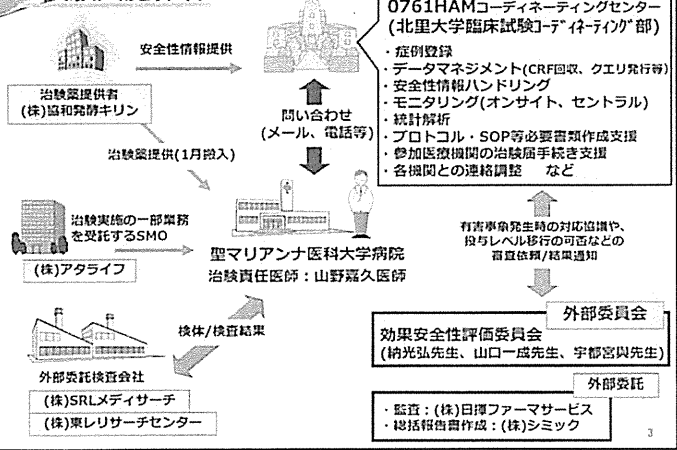 0761HAMコーディネーティングセンター
(北里大学臨床試験コーディネーティング部)
・症例登録
・データマネジメント(CRF回収、クエリ発行等)
・安全性情報ハンドリング
・モニタリング(オンサイト、セントラル)
・統計解析
・プロトコル・SOP等必要書類作成支援
・参加医療機関の治験届手続き支援
・各機関との連絡調整　など
安全性情報提供
治験薬提供者
(株)協和発酵キリン
問い合わせ
(メール、電話等)
治験薬提供(1月搬入)
治験実施の一部業務
を受託するSMO
(株)アタライフ
聖マリアンナ医科大学病院
治験責任医師：山野嘉久医師
有害事象発生時の対応協議や、
投与レベル移行の可否などの
審査依頼/結果通知
検体/検査結果
外部委託検査会社
(株)SRLメディサーチ
(株)東レリサーチセンター
外部委員会
効果安全性評価委員会
(納光弘先生、山口一成先生、宇都宮與先生)
外部委託
・監査：(株)日揮ファーマサービス
・総括報告書作成：(株)シミック
3